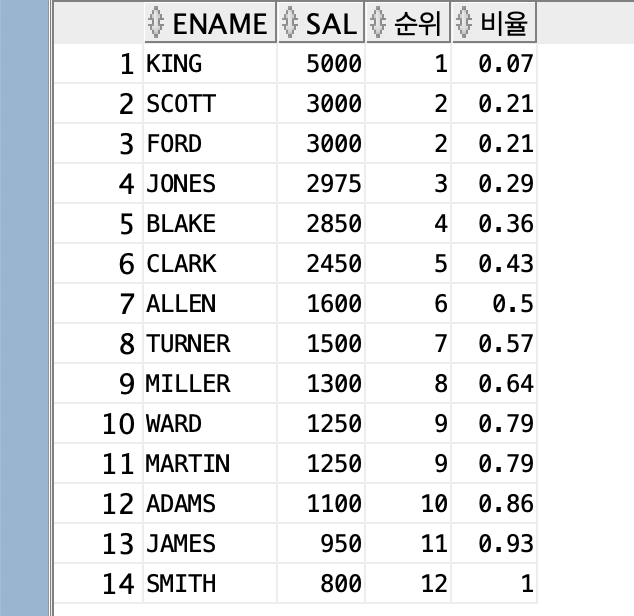 ENAME SAL 순위 비율
1 KING 5000 1 0.07
2 SCOTT 3000 2 0.21
3 FORD 3000 2 0.21
4 JONES 2975 3 0.29
5 BLAKE 2850 4 0.36
6 CLARK 2450 5 0.43
7 ALLEN 1600 6 0.5
8 TURNER 1500 7 0.57
9 MILLER 1300 8 0.64
10 WARD 1250 9 0.79
11 MARTIN 1250 9 0.79
12 ADAMS 1100 10 0.86
13 JAMES 950 11 0.93
14 SMITH 800 12 1